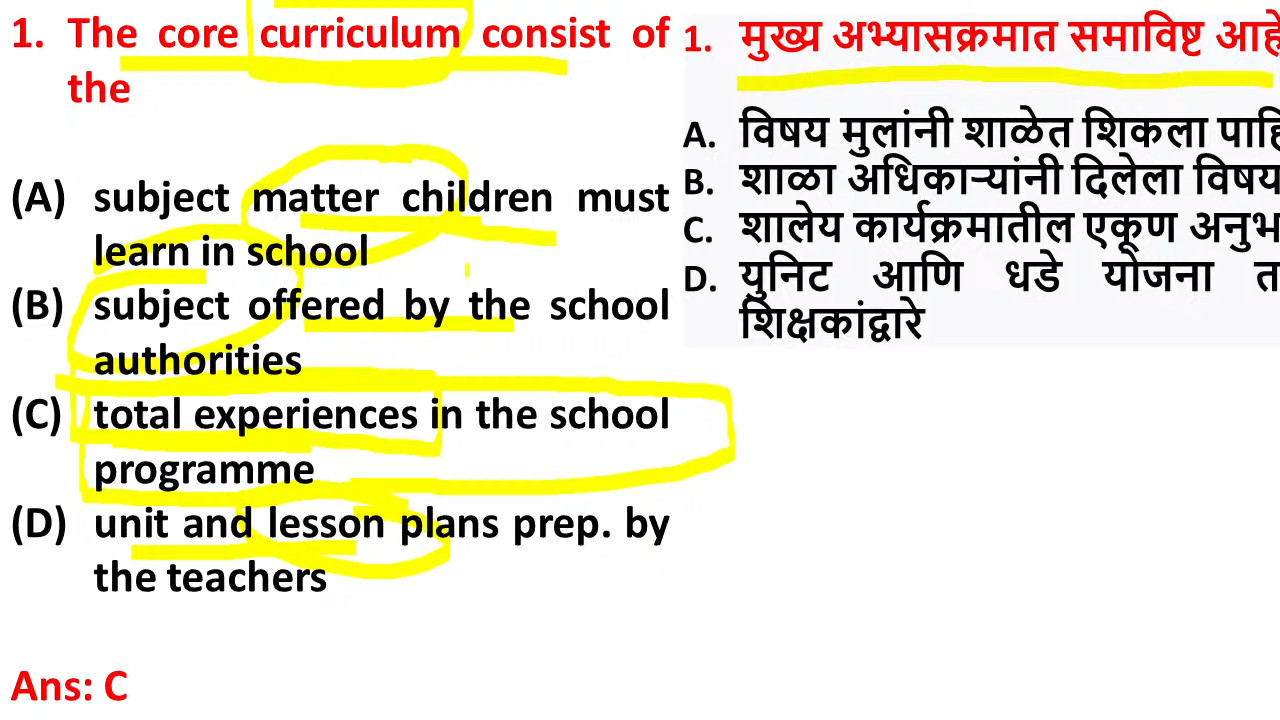 1. The core curriculum consist of
the
(A) subject matter children must
learn in school
(B) subject offered by the school
authorities
(C) total experiences in the school
programme
(D) unit and lesson plans prep. by
the teachers
Ans: C
1. मुख्य अभ्यासक्रमात समाविष्ट आहे
A. विषय मुलांनी शाळेत शिकला
B. शाळा अधिकाऱ्यांनी दिलेला विषय
C. शालेय कार्यक्रमातील एकूण
D. युनिट आणि धडे योजना
शिक्षकांद्वारे